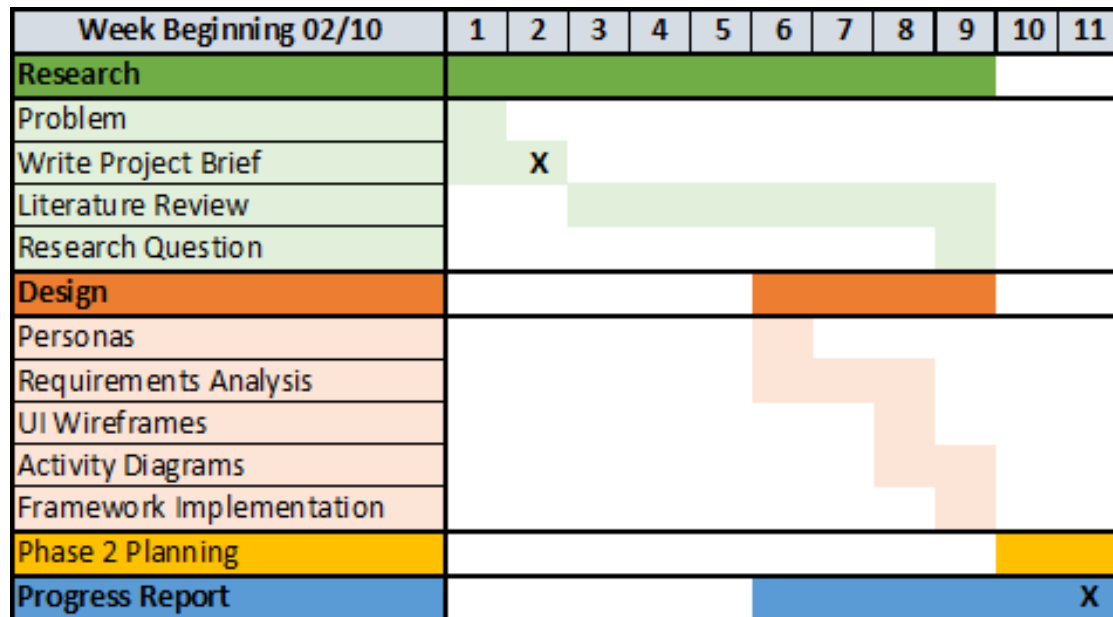 Week Beginning 02/10 1 2 3 4 5 6 7 8 9 10 11
Research
Problem
Write Project Brief X
Literature Review
Research Question
Design
Personas
Requirements Analysis
UI Wireframes
Activity Diagrams
Framework Implementation
Phase 2 Planning
Progress Report X